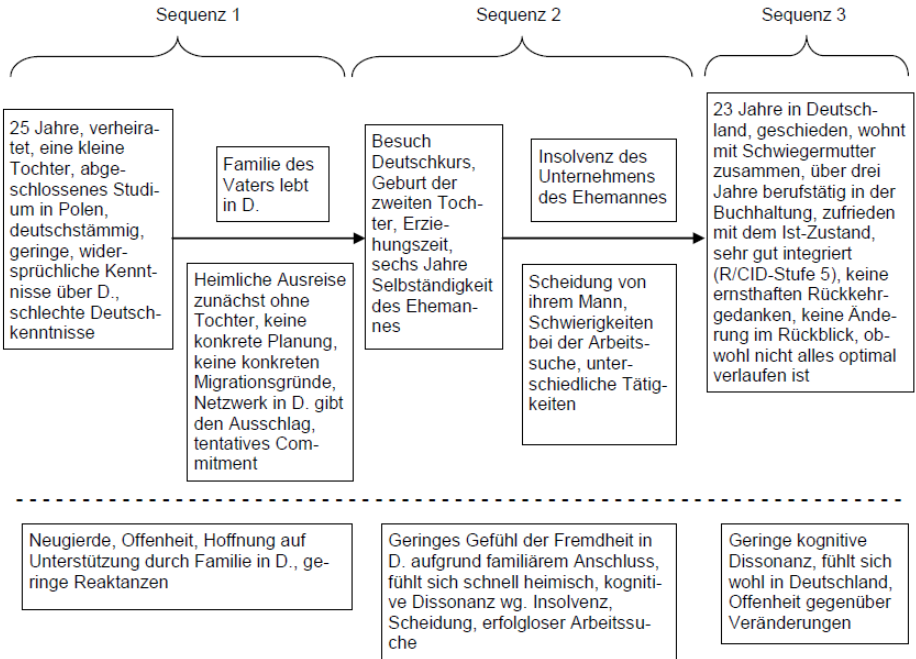 Sequenz 1
Sequenz 2
Sequenz 3
25 Jahre, verheira-
tet, eine kleine
Tochter, abge-
schlossenes Studi-
um in Polen,
deutschstämmig,
geringe, wider-
sprüchliche Kennt-
nisse über D.,
schlechte Deutsch-
kenntnisse
Familie des
Vaters lebt
in D.
Heimliche Ausreise
zunächst ohne
Tochter, keine
konkrete Planung,
keine konkreten
Migrationsgründe,
Netzwerk in D. gibt
den Ausschlag,
tentatives Com-
mitment
Besuch
Deutschkurs,
Geburt der
zweiten Toch-
ter, Erzie-
hungszeit,
sechs Jahre
Selbständigkeit
des Eheman-
nes
Insolvenz des
Unternehmens
des Ehemannes
Scheidung von
ihrem Mann,
Schwierigkeiten
bei der Arbeits-
suche, unter-
schiedliche Tätig-
keiten
23 Jahre in Deutsch-
land, geschieden, wohnt
mit Schwiegermutter
zusammen, über drei
Jahre berufstätig in der
Buchhaltung, zufrieden
mit dem Ist-Zustand,
sehr gut integriert
(R/CID-Stufe 5), keine
ernsthaften Rückkehr-
gedanken, keine Ände-
rung im Rückblick, ob-
wohl nicht alles optimal
verlaufen ist
Neugierde, Offenheit, Hoffnung auf
Unterstützung durch Familie in D., ge-
ringe Reaktanzen
Geringes Gefühl der Fremdheit in
D. aufgrund familiärem Anschluss,
fühlt sich schnell heimisch, kogniti-
ve Dissonanz wg. Insolvenz,
Scheidung, erfolgloser Arbeitssu-
che
Geringe kognitive
Dissonanz, fühlt sich
wohl in Deutschland,
Offenheit gegenüber
Veränderungen